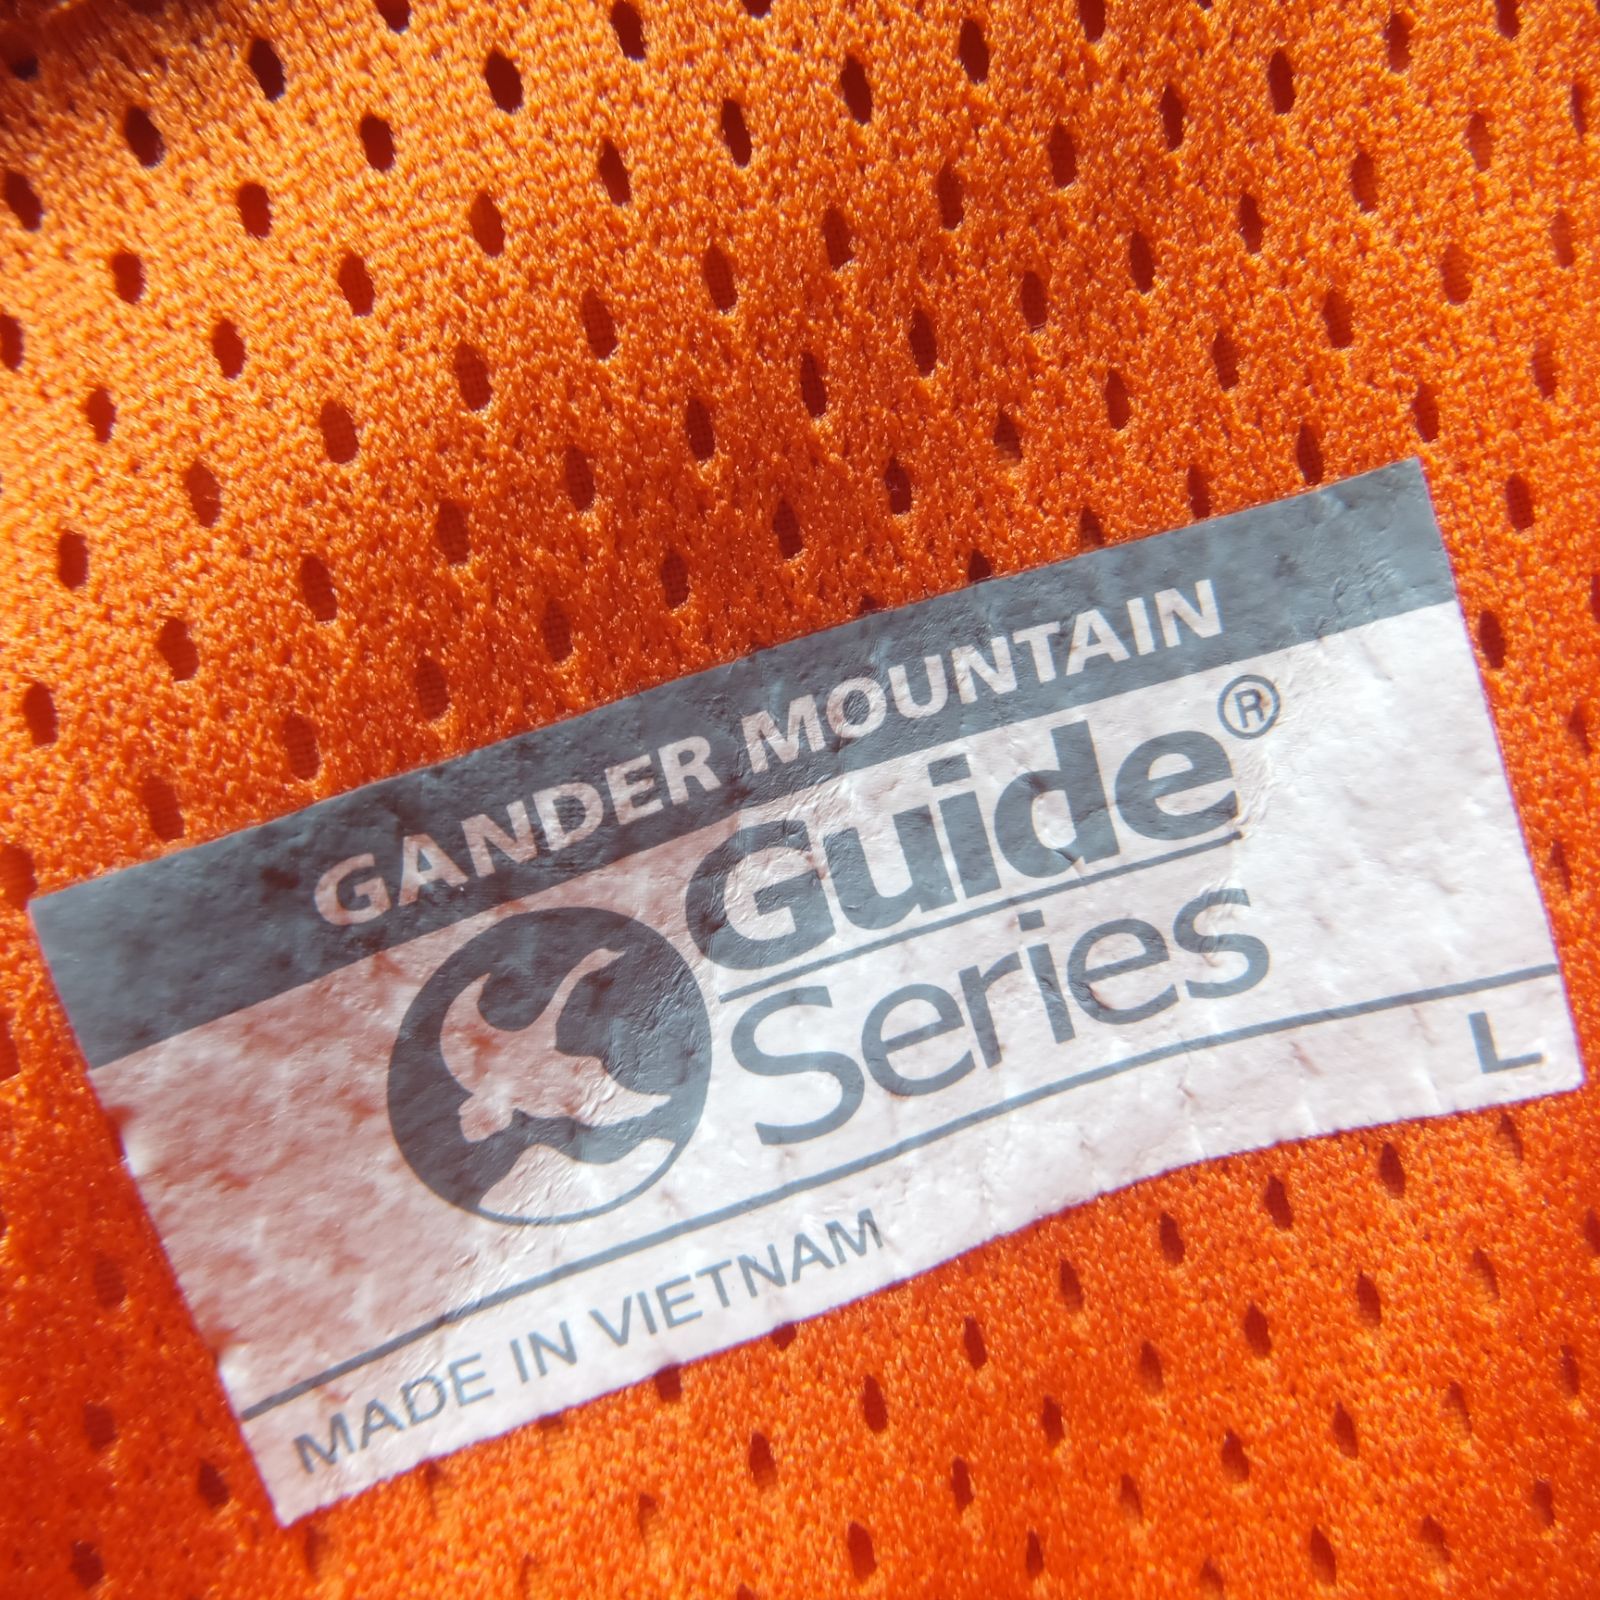 GANDER MOUNTAIN
Guide®
Series
L
MADE IN VIETNAM